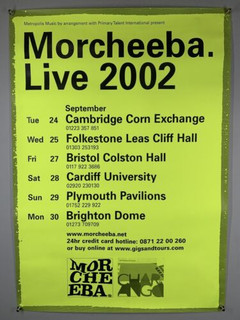 Metropolis Music by arrangement with Primary Talent International present
Morcheeba.
Live 2002
September
Tue 24 Cambridge Corn Exchange
01223 357 851
Wed 25 Folkestone Leas Cliff Hall
01303 253193
Fri 27 Bristol Colston Hall
0117 922 3686
Sat 28 Cardiff University
02920 230130
Sun 29 Plymouth Pavilions
01752 229 922
Mon 30 Brighton Dome
01273 709709
www.morcheeba.net
24hr credit card hotline: 0871 22 00 260
or buy online at www.gigsandtours.com
MOR
CHE
EBA.
CHAR
ANGO